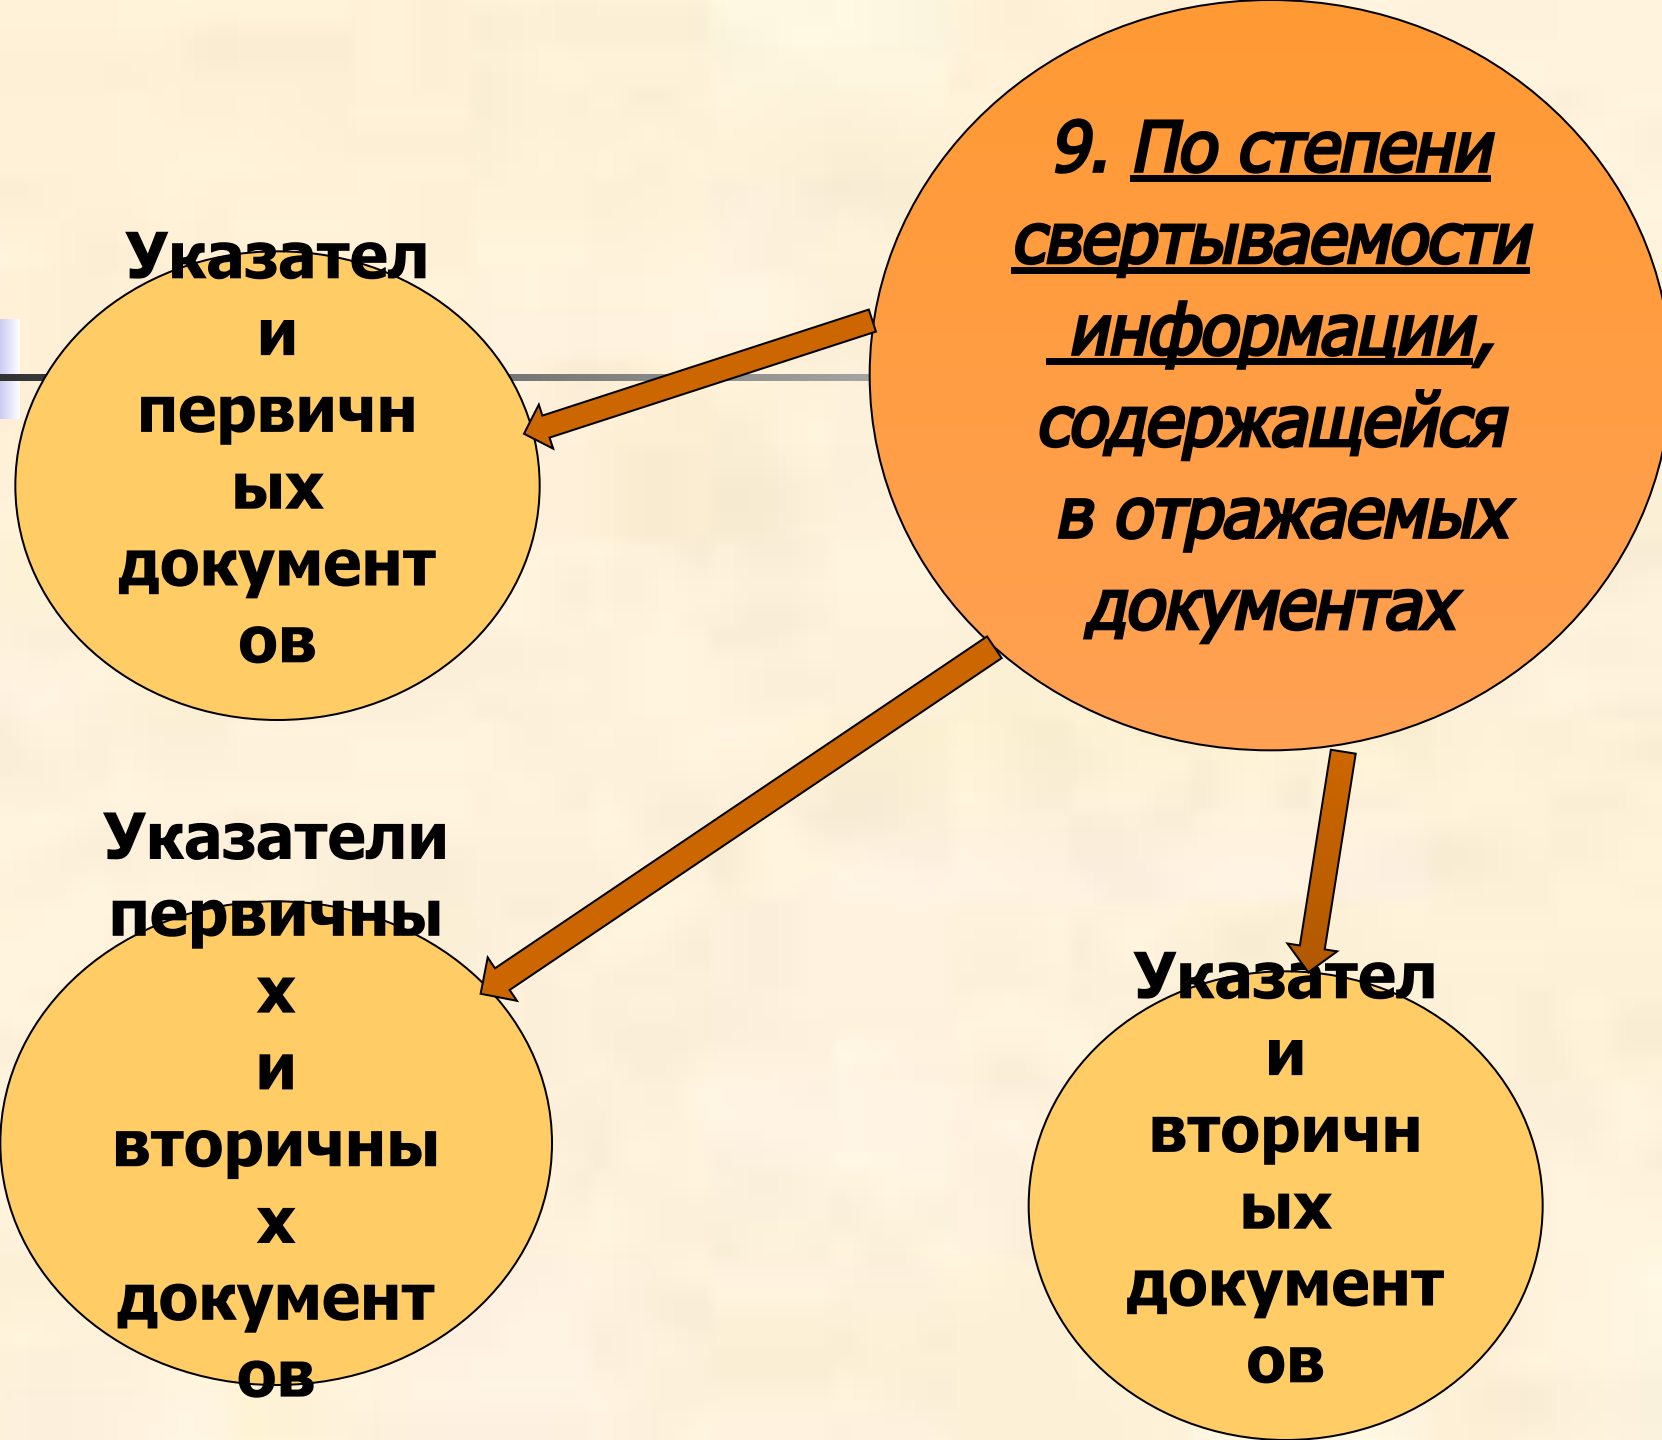 9. По степени
свертываемости
информации,
содержащейся
в отражаемых
документах
Указател
и
первичн
ых
документ
ов
Указатели
первичны
х
и
вторичны
х
документ
ов
Указател
и
вторичн
ых
документ
ов